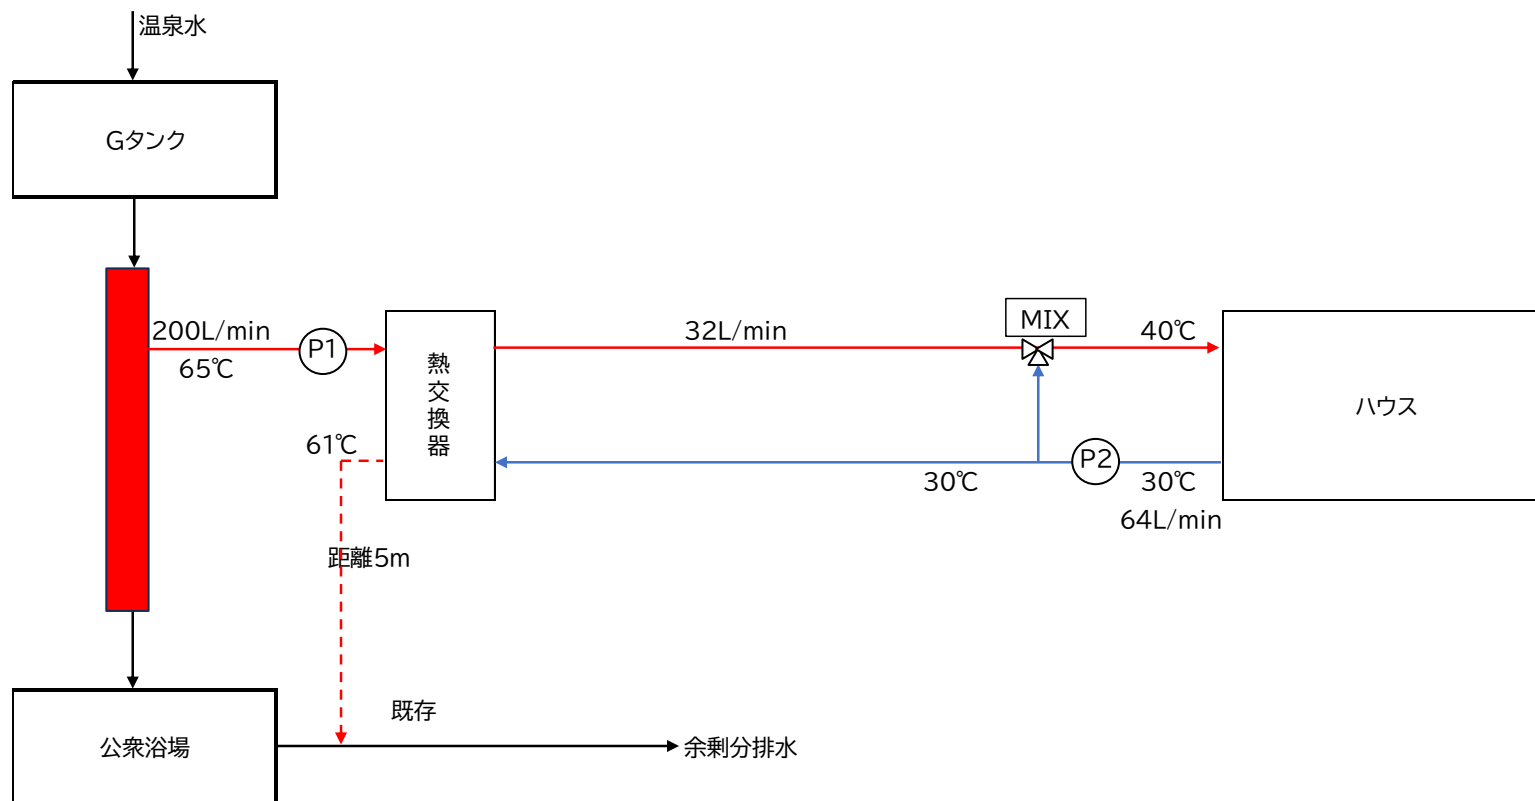 温泉水
Gタンク
200L/min
65℃
P1
熱交換器
32L/min
MIX
40℃
ハウス
61℃
30℃
P2
30℃
64L/min
距離5m
既存
公衆浴場
余剰分排水